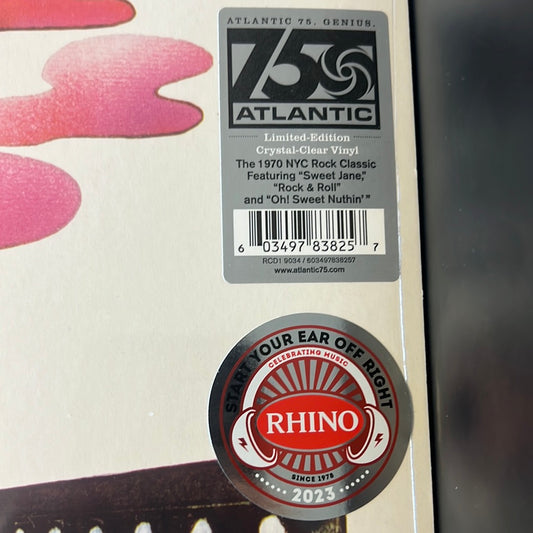 ATLANTIC 75. GENIUS.
75
ATLANTIC
Limited-Edition
Crystal-Clear Vinyl
The 1970 NYC Rock Classic
Featuring “Sweet Jane,”
“Rock & Roll”
and “Oh! Sweet Nuthin’”
6 03497 83825 7
RCD1 9034 / 603497838257
www.atlantic75.com
START YOUR EAR OFF RIGHT
CELEBRATING MUSIC
RHINO
SINCE 1978
2023